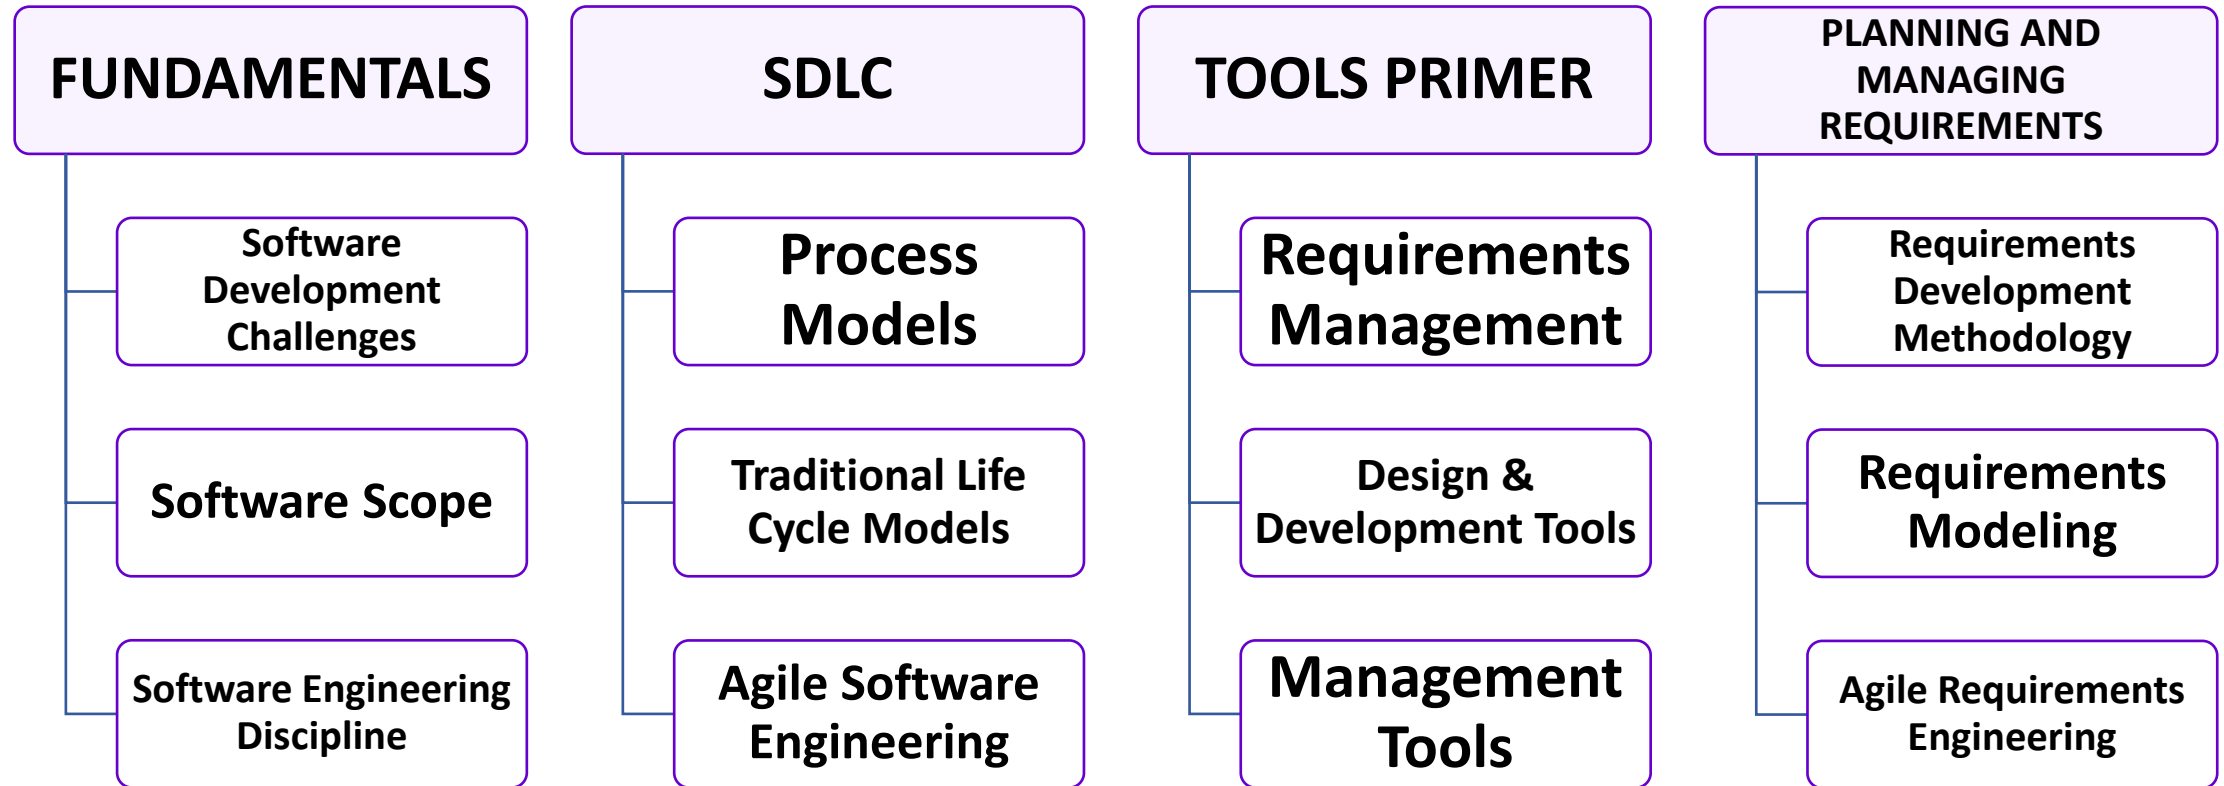 FUNDAMENTALS
Software
Development
Challenges
Software Scope
Software Engineering
Discipline
SDLC
Process
Models
Traditional Life
Cycle Models
Agile Software
Engineering
TOOLS PRIMER
Requirements
Management
Design &
Development Tools
Management
Tools
PLANNING AND
MANAGING
REQUIREMENTS
Requirements
Development
Methodology
Requirements
Modeling
Agile Requirements
Engineering